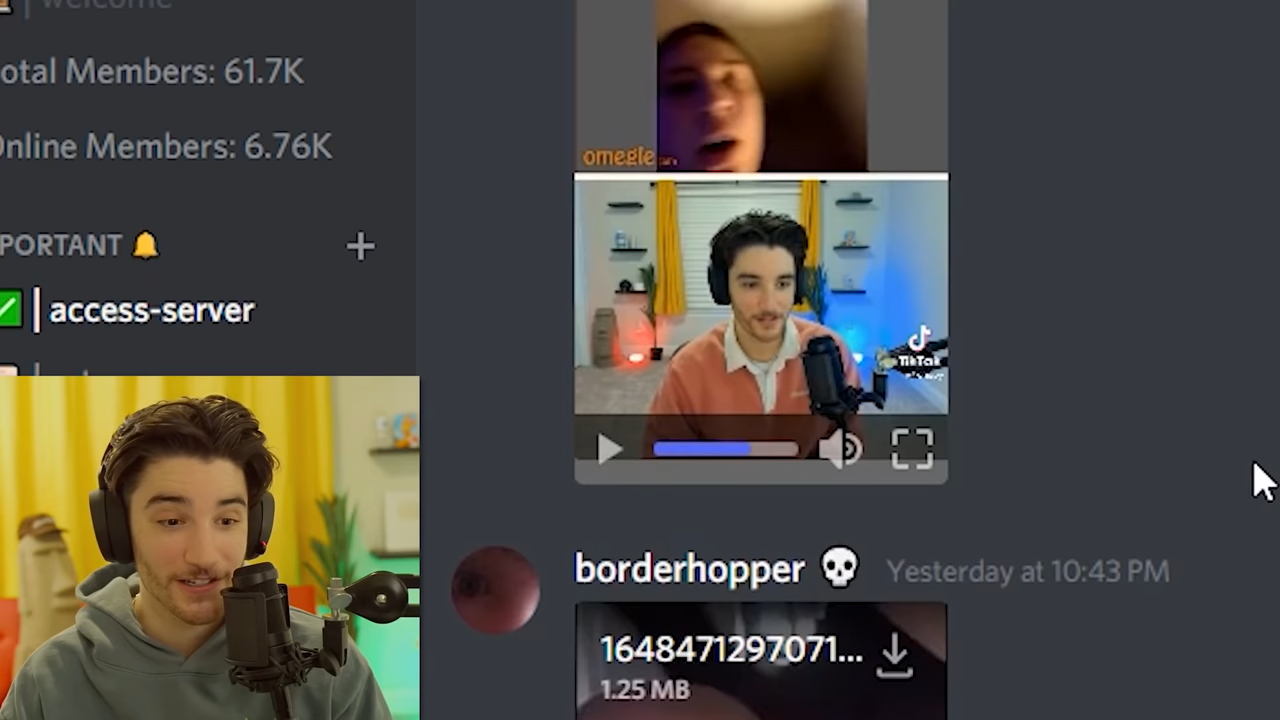 | welcome
otal Members: 61.7K
Online Members: 6.76K
PORTANT
access-server
omegle
TikTok
borderhopper Yesterday at 10:43 PM
1648471297071...
1.25 MB